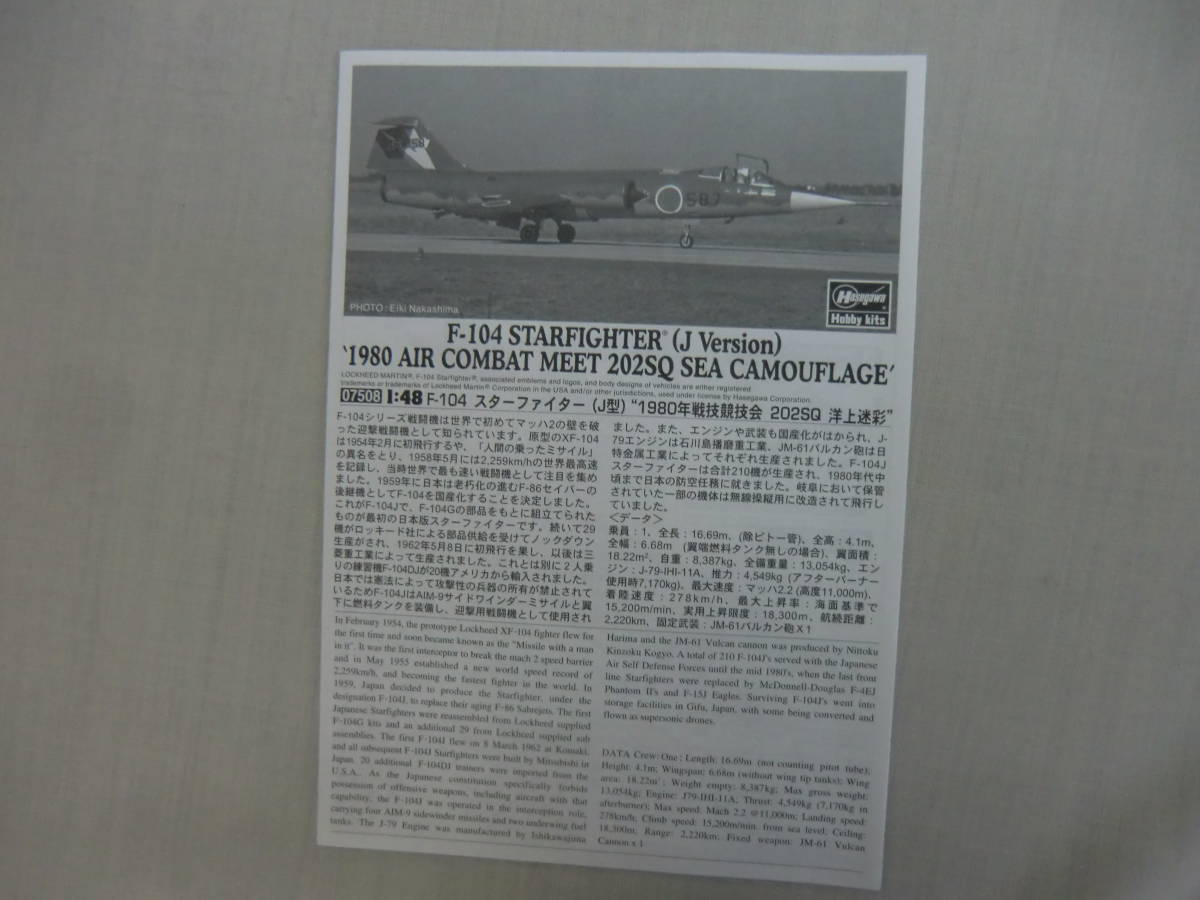 587
PHOTO : Eiki Nakashima
Hasegawa
Hobby kits
F-104 STARFIGHTER® (J Version)
‘1980 AIR COMBAT MEET 202SQ SEA CAMOUFLAGE’
LOCKHEED MARTIN®, F-104 Starfighter®, associated emblems and logos, and body designs of vehicles are either registered
trademarks or trademarks of Lockheed Martin® Corporation in the USA and/or other jurisdictions, used under license by Hasegawa Corporation.
07508 1:48 F-104 スターファイター (J型) “1980年戦技競技会 202SQ 洋上迷彩”
F-104シリーズ戦闘機は世界で初めてマッハ2の壁を破
った迎撃戦闘機として知られています。原型のXF-104
は1954年2月に初飛行するや、「人間の乗ったミサイル」
の異名をとり、1958年5月には2,259km/hの世界最高速
を記録し、当時世界で最も速い戦闘機として注目を集め
ました。1959年に日本は老朽化の進むF-86セイバーの
後継機としてF-104を国産化することを決定しました。
これがF-104Jで、F-104Gの部品をもとに組立てられた
ものが最初の日本版スターファイターです。続いて29
機がロッキード社による部品供給を受けてノックダウン
生産がされ、1962年5月8日に初飛行を果し、以後は三
菱重工業によって生産されました。これとは別に2人乗
りの練習機F-104DJが20機アメリカから輸入されました。
日本では憲法によって攻撃性の兵器の所有が禁止されて
いるためF-104JはAIM-9サイドワインダーミサイルと翼
下に燃料タンクを装備し、迎撃用戦闘機として使用され
ました。また、エンジンや武装も国産化がはかられ、J-
79エンジンは石川島播磨重工業、JM-61バルカン砲は日
特金属工業によってそれぞれ生産されました。F-104J
スターファイターは合計210機が生産され、1980年代中
頃まで日本の防空任務に就きました。岐阜において保管
されていた一部の機体は無線操縦用に改造されて飛行し
ていました。
＜データ＞
乗員：1、全長：16.69m、(除ピトー管)、全高：4.1m、
全幅：6.68m (翼端燃料タンク無しの場合)、翼面積：
18.22m²、自重：8,387kg、全備重量：13,054kg、エン
ジン：J-79-IHI-11A、推力：4,549kg (アフターバーナー
使用時7,170kg)、最大速度：マッハ2.2 (高度11,000m)、
着陸速度：278km/h、最大上昇率：海面基準で
15,200m/min、実用上昇限度：18,300m、航続距離：
2,220km、固定武装：JM-61バルカン砲X1
In February 1954, the prototype Lockheed XF-104 fighter flew for
the first time and soon became known as the "Missile with a man
in it". It was the first interceptor to break the mach 2 speed barrier
and in May 1955 established a new world speed record of
2,259km/h, and becoming the fastest fighter in the world. In
1959, Japan decided to produce the Starfighter, under the
designation F-104J, to replace their aging F-86 Sabrejets. The first
Japanese Starfighters were reassembled from Lockheed supplied
F-104G kits and an additional 29 from Lockheed supplied sub
assemblies. The first F-104J flew on 8 March 1962 at Komaki,
and all subsequent F-104J Starfighters were built by Mitsubishi in
Japan. 20 additional F-104DJ trainers were imported from the
U.S.A.. As the Japanese constitution specifically forbids
possession of offensive weapons, including aircraft with that
capability, the F-104J was operated in the interception role,
carrying four AIM-9 sidewinder missiles and two underwing fuel
tanks. The J-79 Engine was manufactured by Ishikawajima
Harima and the JM-61 Vulcan cannon was produced by Nittoku
Kinzoku Kogyo. A total of 210 F-104J's served with the Japanese
Air Self Defense Forces until the mid 1980's, when the last front
line Starfighters were replaced by McDonnell-Douglas F-4EJ
Phantom II's and F-15J Eagles. Surviving F-104J's went into
storage facilities in Gifu, Japan, with some being converted and
flown as supersonic drones.
DATA Crew: One ; Length: 16.69m (not counting pitot tube);
Height: 4.1m; Wingspan: 6.68m (without wing tip tanks); Wing
area: 18.22m²; Weight empty: 8,387kg; Max gross weight:
13,054kg; Engine: J79-IHI-11A, Thrust: 4,549kg (7,170kg in
afterburner); Max speed: Mach 2.2 @11,000m; Landing speed:
278km/h; Climb speed: 15,200m/min. from sea level; Ceiling:
18,300m; Range: 2,220km; Fixed weapon: JM-61 Vulcan
Cannon x 1